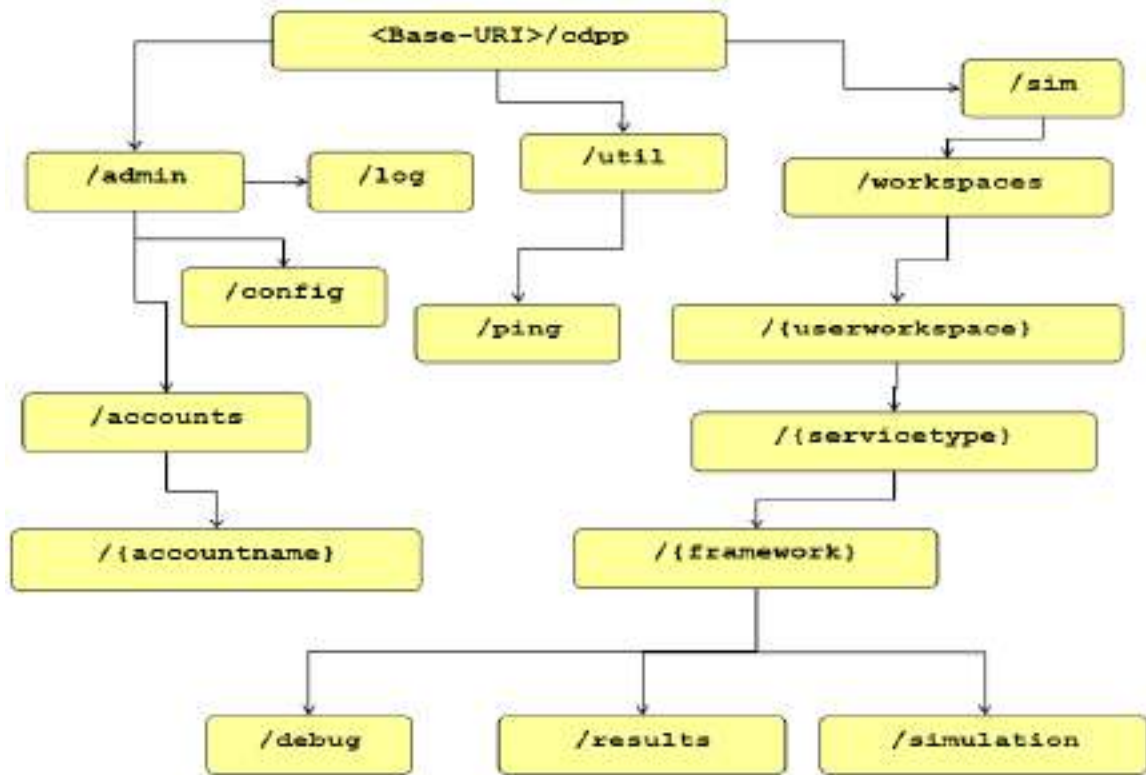 <Base-URI>/cdpp
/sim
/admin
/log
/util
/workspaces
/config
/ping
/{userworkspace}
/accounts
/{servicetype}
/{accountname}
/{framework}
/debug
/results
/simulation